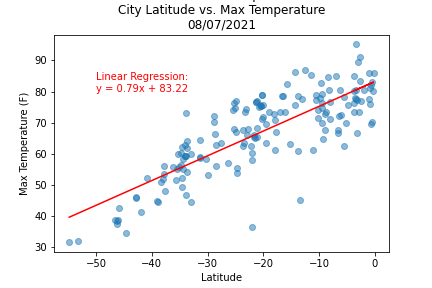 City Latitude vs. Max Temperature
08/07/2021
Linear Regression:
y = 0.79x + 83.22
Max Temperature (F)
90
80
70
60
50
40
30
−50
−40
−30
−20
−10
0
Latitude